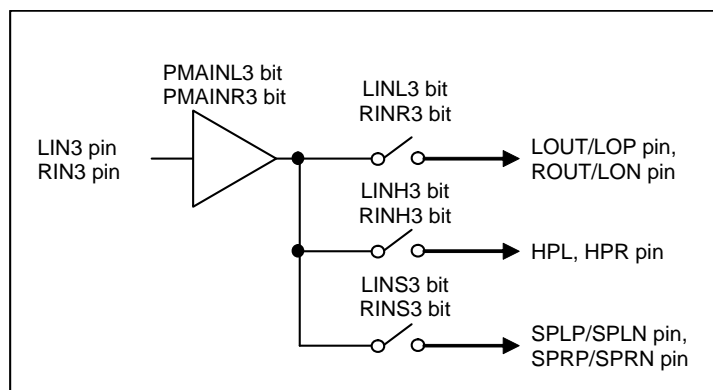 PMAINL3 bit
PMAINR3 bit
LINL3 bit
RINR3 bit
LIN3 pin
RIN3 pin
LOUT/LOP pin,
ROUT/LON pin
LINH3 bit
RINH3 bit
HPL, HPR pin
LINS3 bit
RINS3 bit
SPLP/SPLN pin,
SPRP/SPRN pin